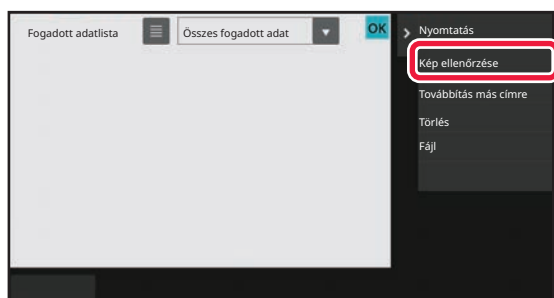 Fogadott adatlista
Összes fogadott adat
OK
Nyomtatás
Kép ellenőrzése
Továbbítás más címre
Törlés
Fájl